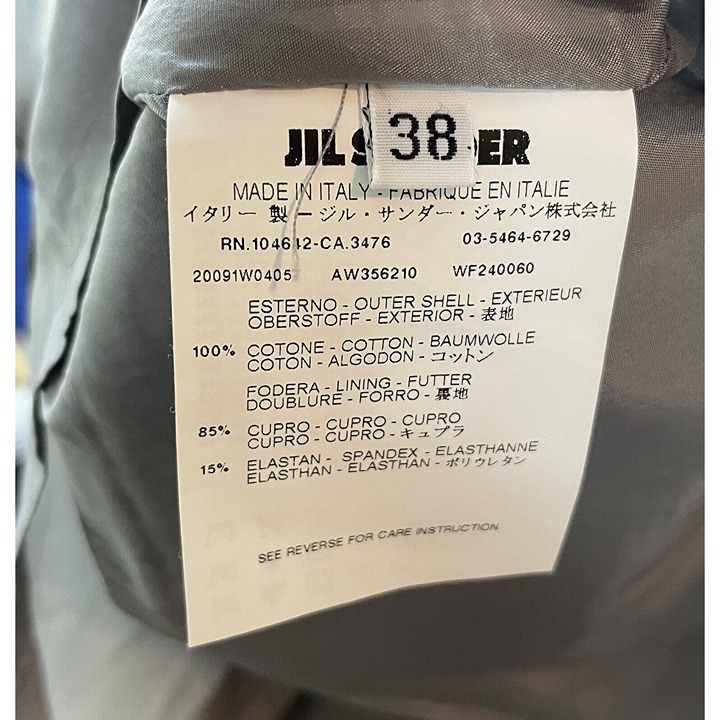 38
JIL S DER
MADE IN ITALY - FABRIQUE EN ITALIE
イタリー 製 ー ジル・サンダー・ジャパン株式会社
RN.104642-CA.3476 03-5464-6729
20091W0405 AW356210 WF240060
ESTERNO - OUTER SHELL - EXTERIEUR
OBERSTOFF - EXTERIOR - 表地
100% COTONE - COTTON - BAUMWOLLE
COTON - ALGODON - コットン
FODERA - LINING - FUTTER
DOUBLURE - FORRO - 裏地
85% CUPRO - CUPRO - CUPRO
CUPRO - CUPRO - キュプラ
15% ELASTAN - SPANDEX - ELASTHANNE
ELASTHAN - ELASTHAN - ポリウレタン
SEE REVERSE FOR CARE INSTRUCTION